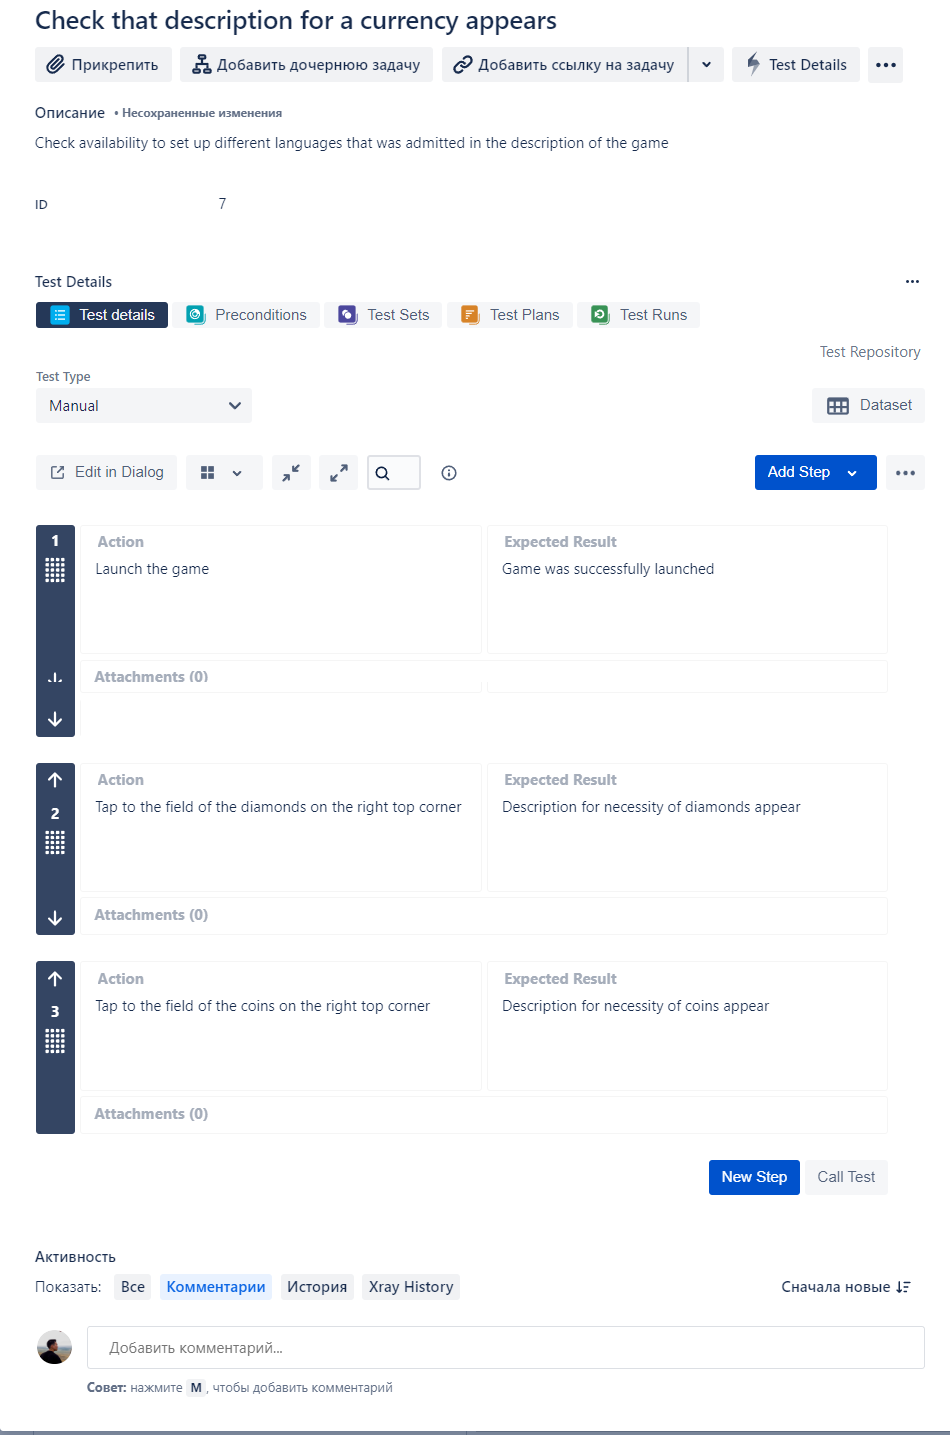 Check that description for a currency appears
Прикрепить
Добавить дочернюю задачу
Добавить ссылку на задачу
Test Details
Описание • Несохраненные изменения
Check availability to set up different languages that was admitted in the description of the game
ID 7
Test Details
Test details Preconditions Test Sets Test Plans Test Runs
Test Repository
Test Type
Manual
Dataset
Edit in Dialog
Add Step
1
Action
Launch the game
Expected Result
Game was successfully launched
Attachments (0)
2
Action
Tap to the field of the diamonds on the right top corner
Expected Result
Description for necessity of diamonds appear
Attachments (0)
3
Action
Tap to the field of the coins on the right top corner
Expected Result
Description for necessity of coins appear
Attachments (0)
New Step Call Test
Активность
Показать: Все Комментарии История Xray History Сначала новые
Добавить комментарий...
Совет: нажмите M, чтобы добавить комментарий